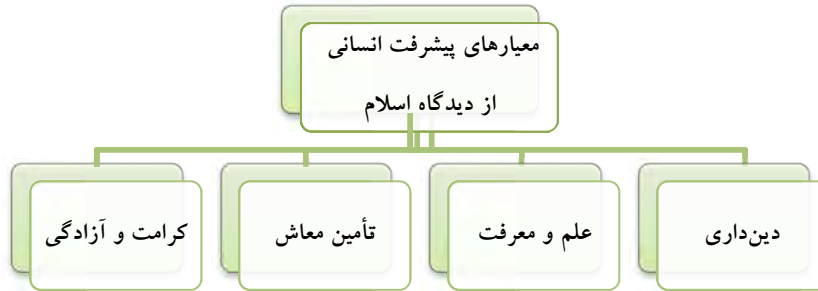 معیارهای پیشرفت انسانی
از دیدگاه اسلام
دین‌داری
علم و معرفت
تأمین معاش
کرامت و آزادگی